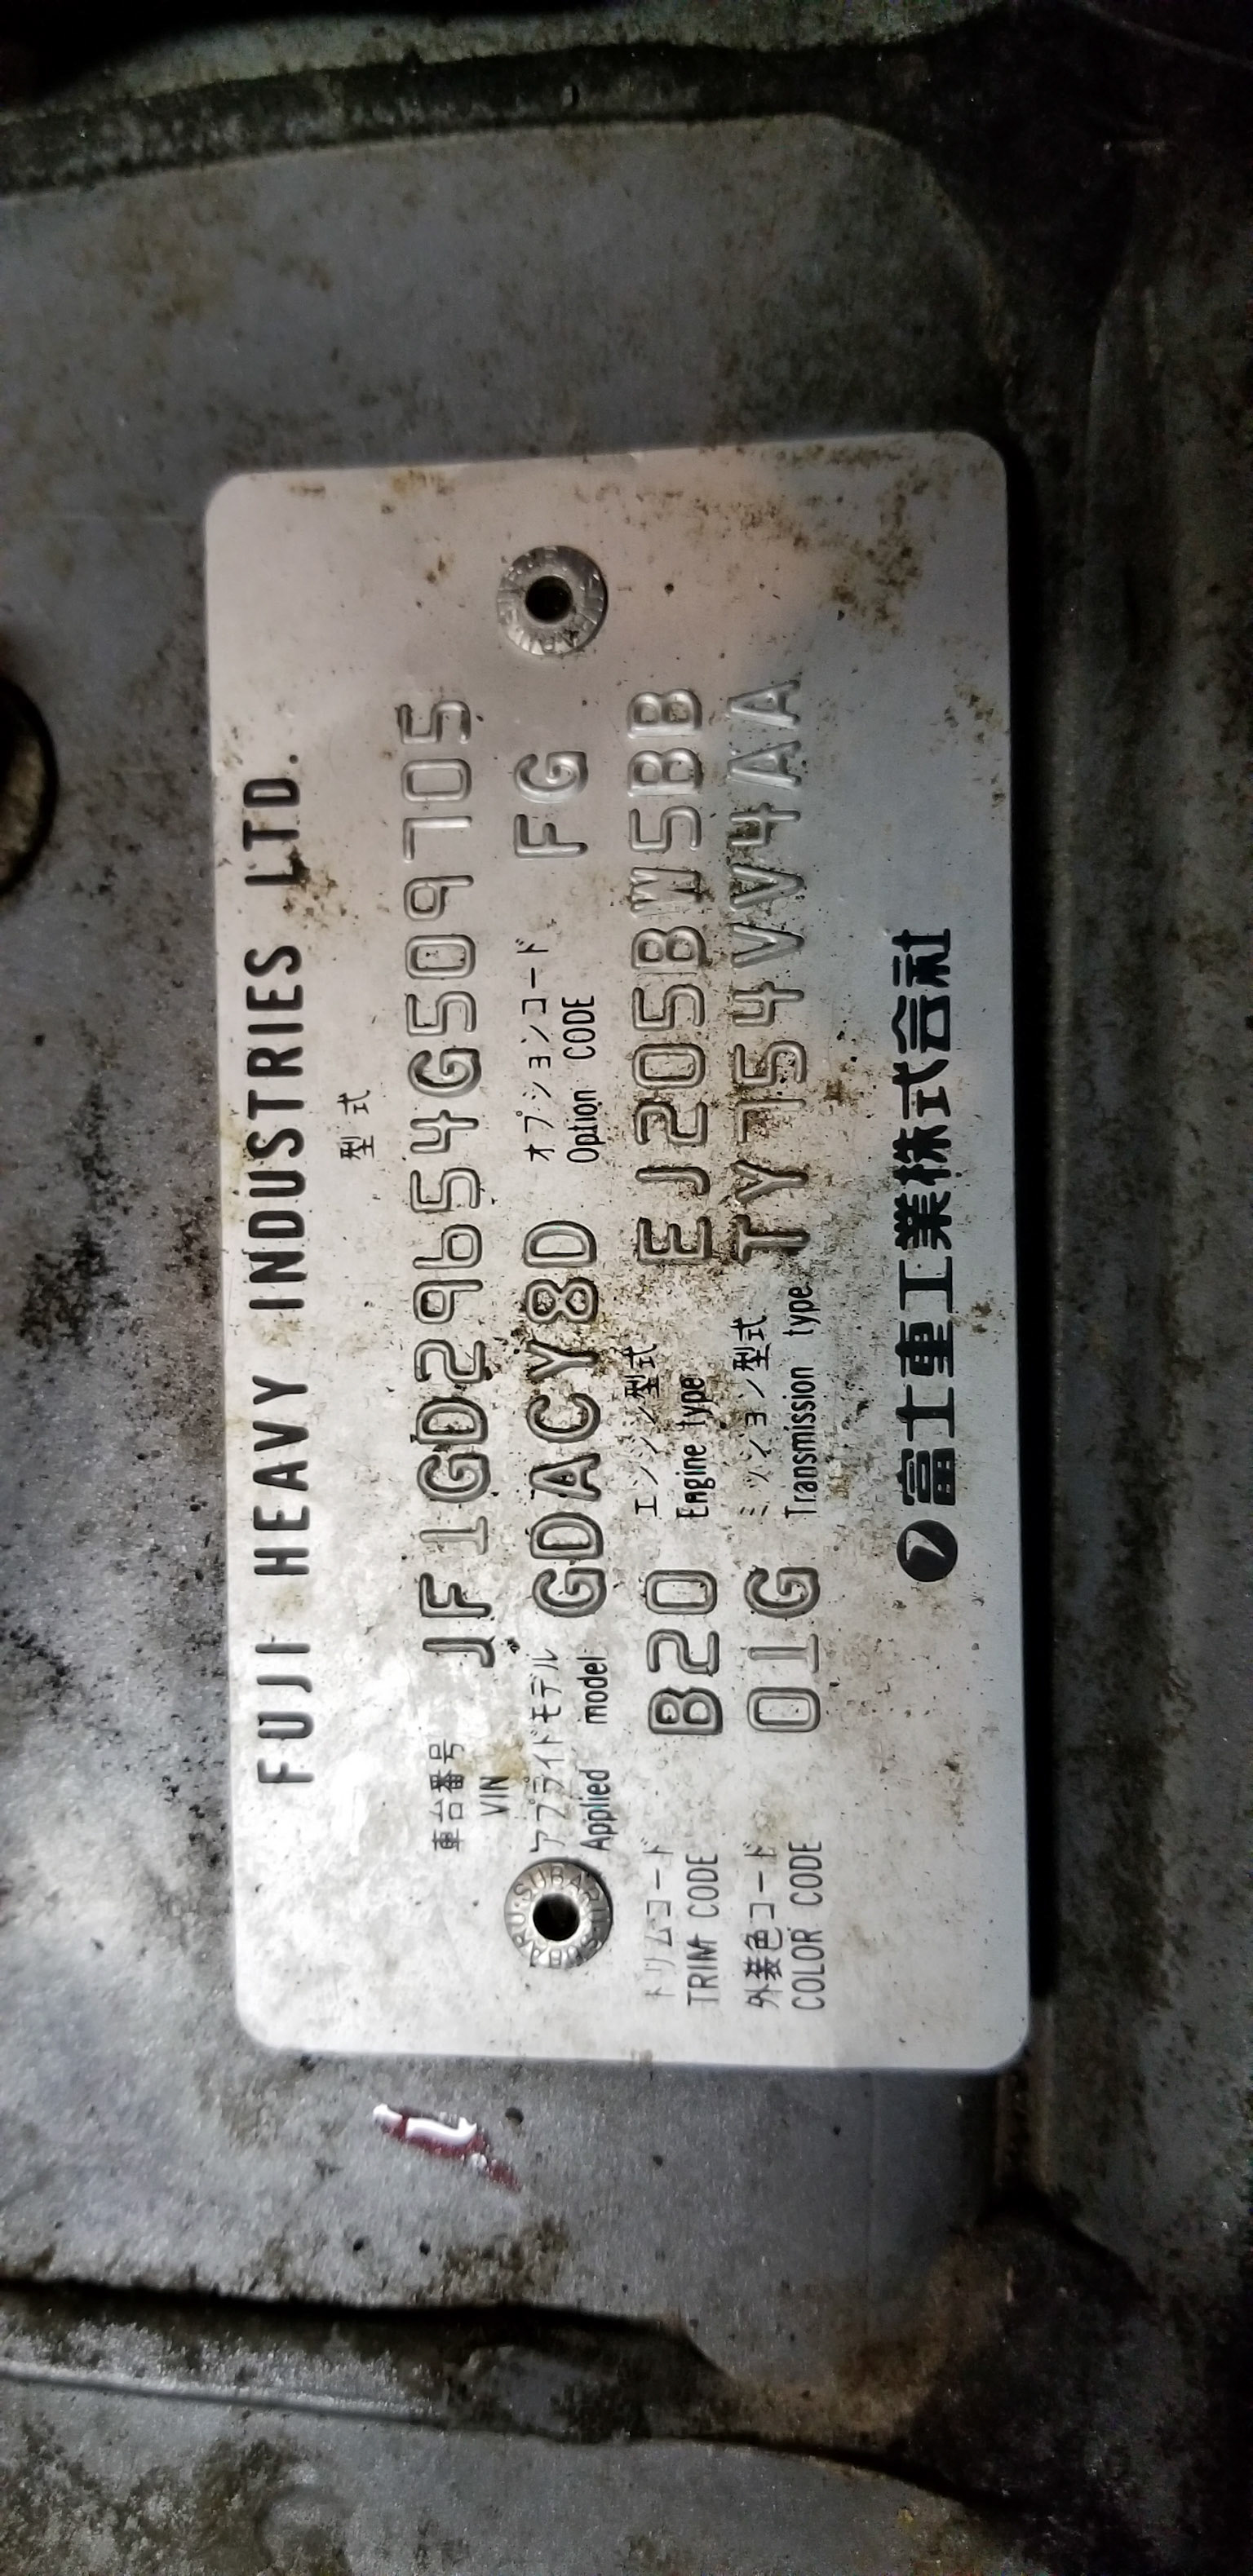 FUJI HEAVY INDUSTRIES LTD.
型式
車台番号
VIN
JF1GD29654G509705
アプライドモデル
Applied model
GDACY8D
オプションコード
Option CODE
FG
トリムコード
TRIM CODE
B20
エンジン型式
Engine type
EJ205BW5BB
外装色コード
COLOR CODE
01G
ミッション型式
Transmission type
TY754VV4AA
富士重工業株式会社